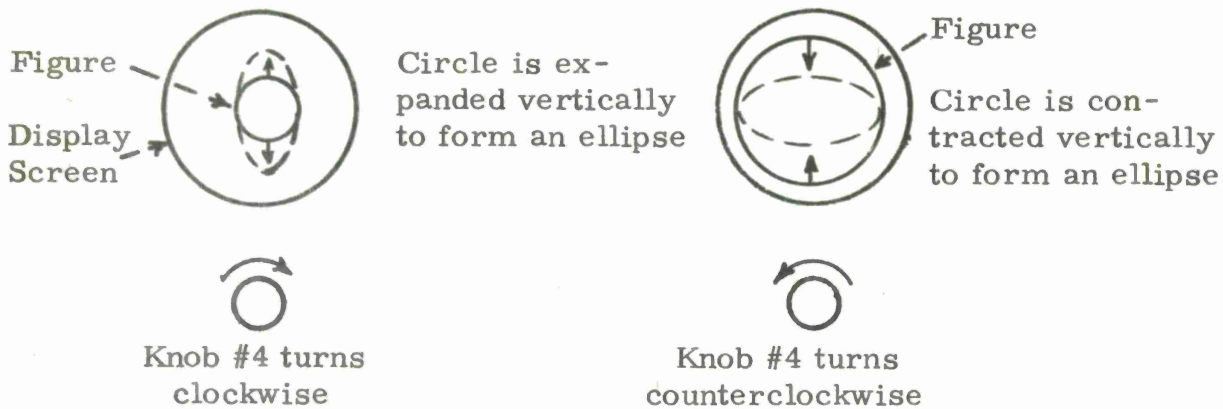 Figure
Display
Screen
Circle is ex-
panded vertically
to form an ellipse
Figure
Circle is con-
tracted vertically
to form an ellipse
Knob #4 turns
clockwise
Knob #4 turns
counterclockwise